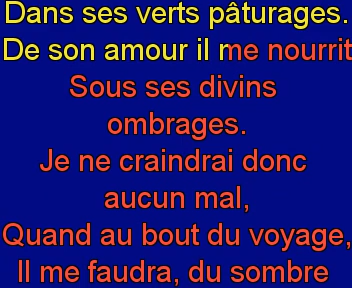 Dans ses verts pâturages.
De son amour il me nourrit
Sous ses divins
ombrages.
Je ne craindrai donc
aucun mal,
Quand au bout du voyage,
Il me faudra, du sombre